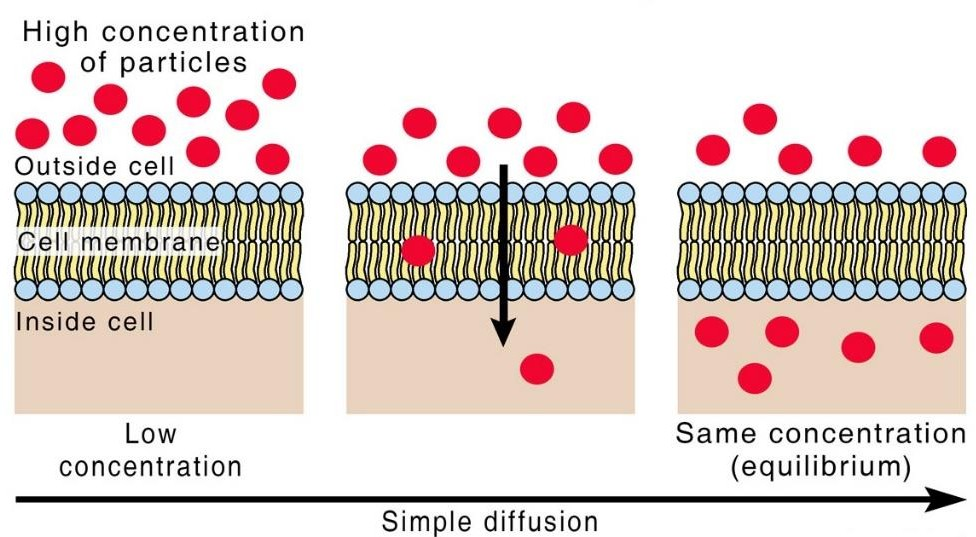 High concentration
of particles
Outside cell
Cell membrane
Inside cell
Low
concentration
Same concentration
(equilibrium)
Simple diffusion